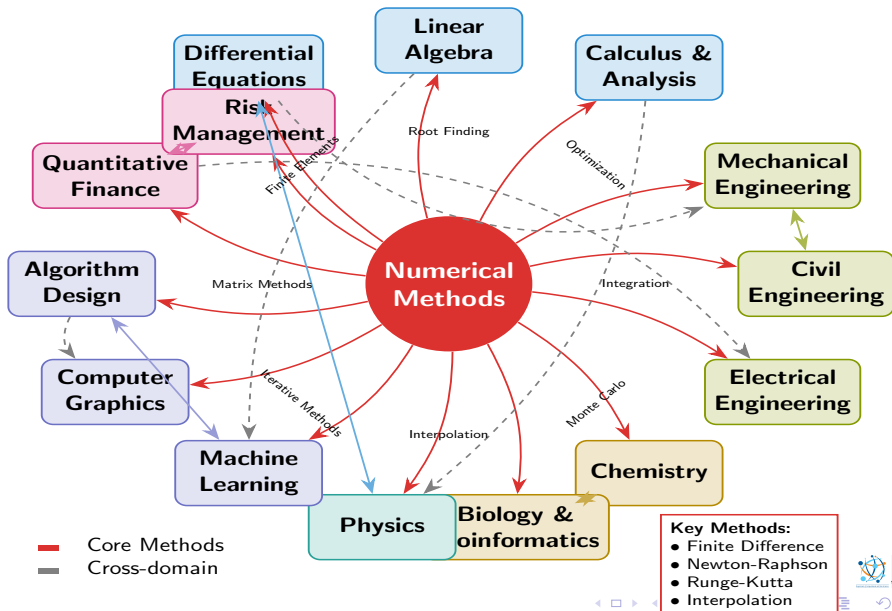 Linear
Algebra
Differential
Equations
Calculus &
Analysis
Risk
Management
Root Finding
Finite Elements
Optimization
Quantitative
Finance
Mechanical
Engineering
Numerical
Methods
Algorithm
Design
Matrix Methods
Integration
Civil
Engineering
Computer
Graphics
Iterative Methods
Interpolation
Monte Carlo
Electrical
Engineering
Machine
Learning
Chemistry
Physics
Biology &
oinformatics
Core Methods
Cross-domain
Key Methods:
• Finite Difference
• Newton-Raphson
• Runge-Kutta
• Interpolation